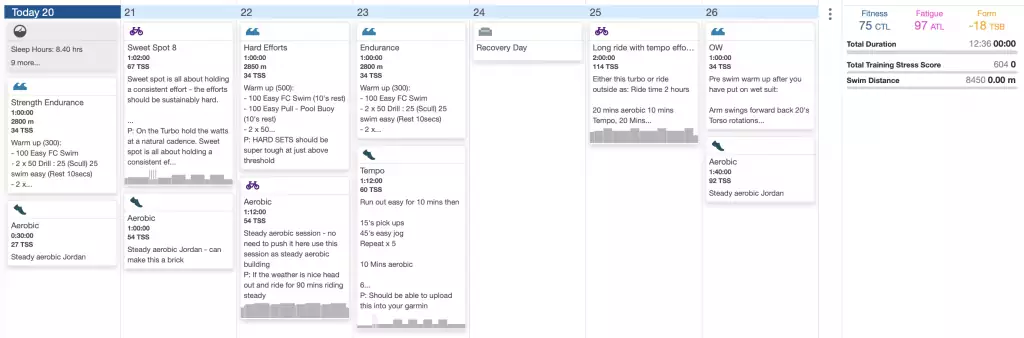 Today 20
Sleep Hours: 8.40 hrs
9 more...
Strength Endurance
1:00:00
2800 m
34 TSS
Warm up (300):
- 100 Easy FC Swim
- 2 x 50 Drill : 25 (Scull) 25
swim easy (Rest 10secs)
- 2 x...
Aerobic
0:30:00
27 TSS
Steady aerobic Jordan
21
Sweet Spot 8
1:02:00
67 TSS
Sweet spot is all about holding
a consistent effort - the efforts
should be sustainably hard.
...
P: On the Turbo hold the watts
at a natural cadence. Sweet
spot is all about holding a
consistent ef...
Aerobic
1:00:00
54 TSS
Steady aerobic Jordan - can
make this a brick
22
Hard Efforts
1:00:00
2850 m
34 TSS
Warm up (500):
- 100 Easy FC Swim (10's rest)
- 100 Easy Pull - Pool Buoy
(10's rest)
- 2 x 50...
P: HARD SETS should be
super tough at just above
threshold
Aerobic
1:12:00
54 TSS
Steady aerobic session - no
need to push it here use this
session as steady aerobic
building
P: If the weather is nice head
out and ride for 90 mins riding
steady
23
Endurance
1:00:00
2800 m
34 TSS
Warm up (300):
- 100 Easy FC Swim
- 2 x 50 Drill : 25 (Scull) 25
swim easy (Rest 10secs)
- 2 x...
Tempo
1:12:00
60 TSS
Run out easy for 10 mins then
15's pick ups
45's easy jog
Repeat x 5
10 Mins aerobic
6...
P: Should be able to upload
this into your garmin
24
Recovery Day
25
Long ride with tempo effo...
2:00:00
114 TSS
Either this turbo or ride
outside as: Ride time 2 hours
20 mins aerobic 10 mins
Tempo, 20 Mins...
26
OW
1:00:00
34 TSS
Pre swim warm up after you
have put on wet suit:
Arm swings forward back 20's
Torso rotations...
Aerobic
1:40:00
92 TSS
Steady aerobic Jordan
Fitness
75 CTL
Fatigue
97 ATL
Form
-18 TSB
Total Duration 12:36 00:00
Total Training Stress Score 604 0
Swim Distance 8450 0.00 m